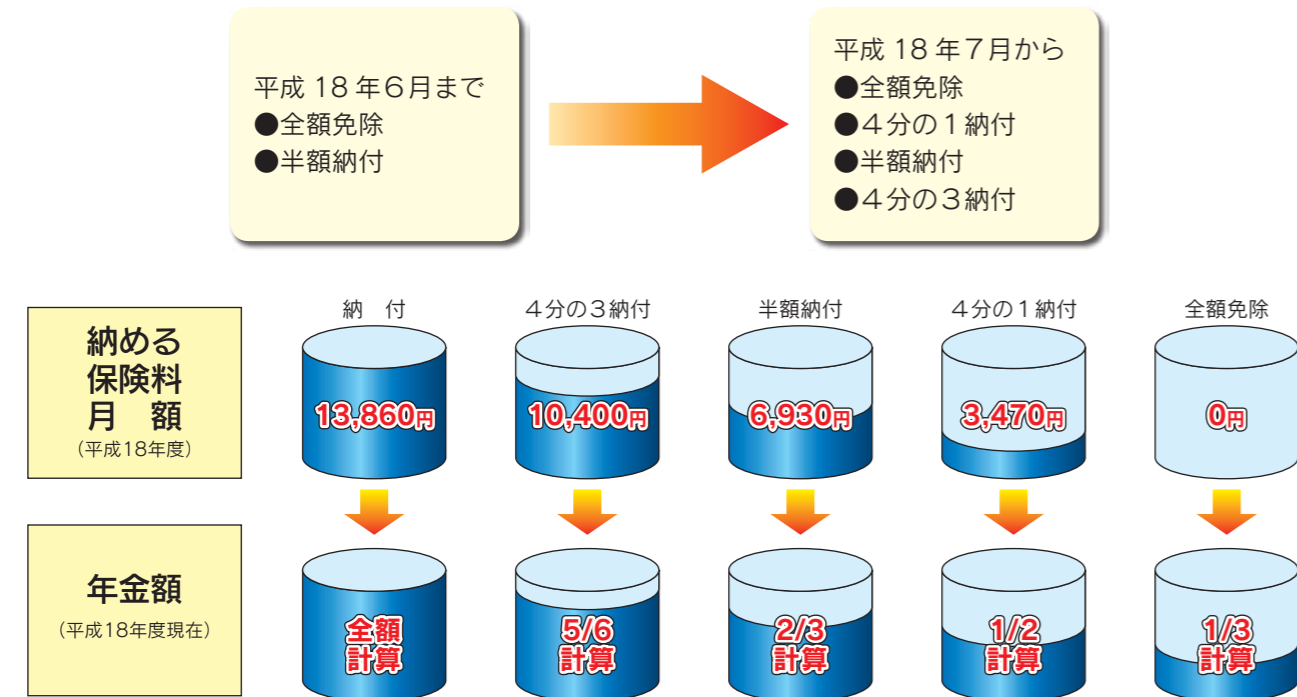 平成 18 年６月まで
●全額免除
●半額納付
平成 18 年７月から
●全額免除
●４分の１納付
●半額納付
●４分の３納付
納める
保険料
月　額
（平成18年度）
納　付
４分の３納付
半額納付
４分の１納付
全額免除
13,860円
10,400円
6,930円
3,470円
0円
年金額
（平成18年度現在）
全額
計算
5/6
計算
2/3
計算
1/2
計算
1/3
計算